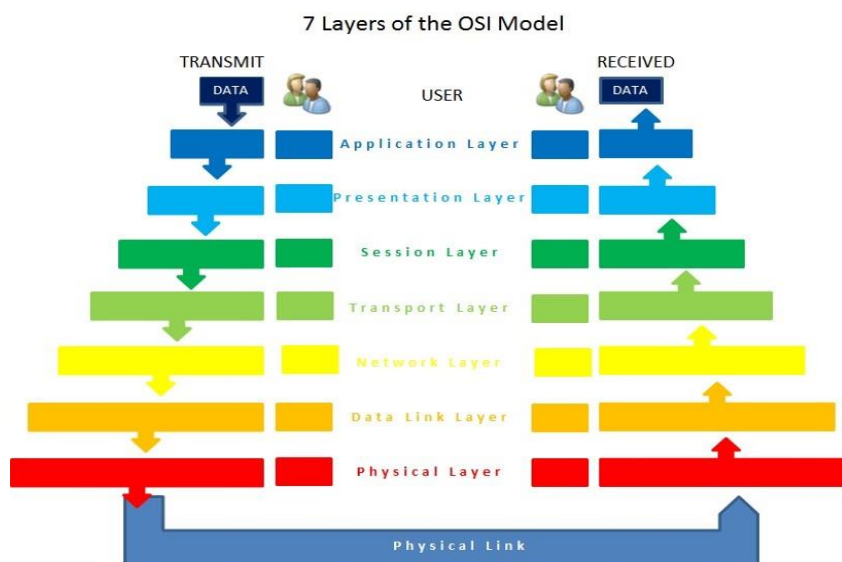 7 Layers of the OSI Model
TRANSMIT
RECEIVED
DATA
USER
DATA
Application Layer
Presentation Layer
Session Layer
Transport Layer
Network Layer
Data Link Layer
Physical Layer
Physical Link